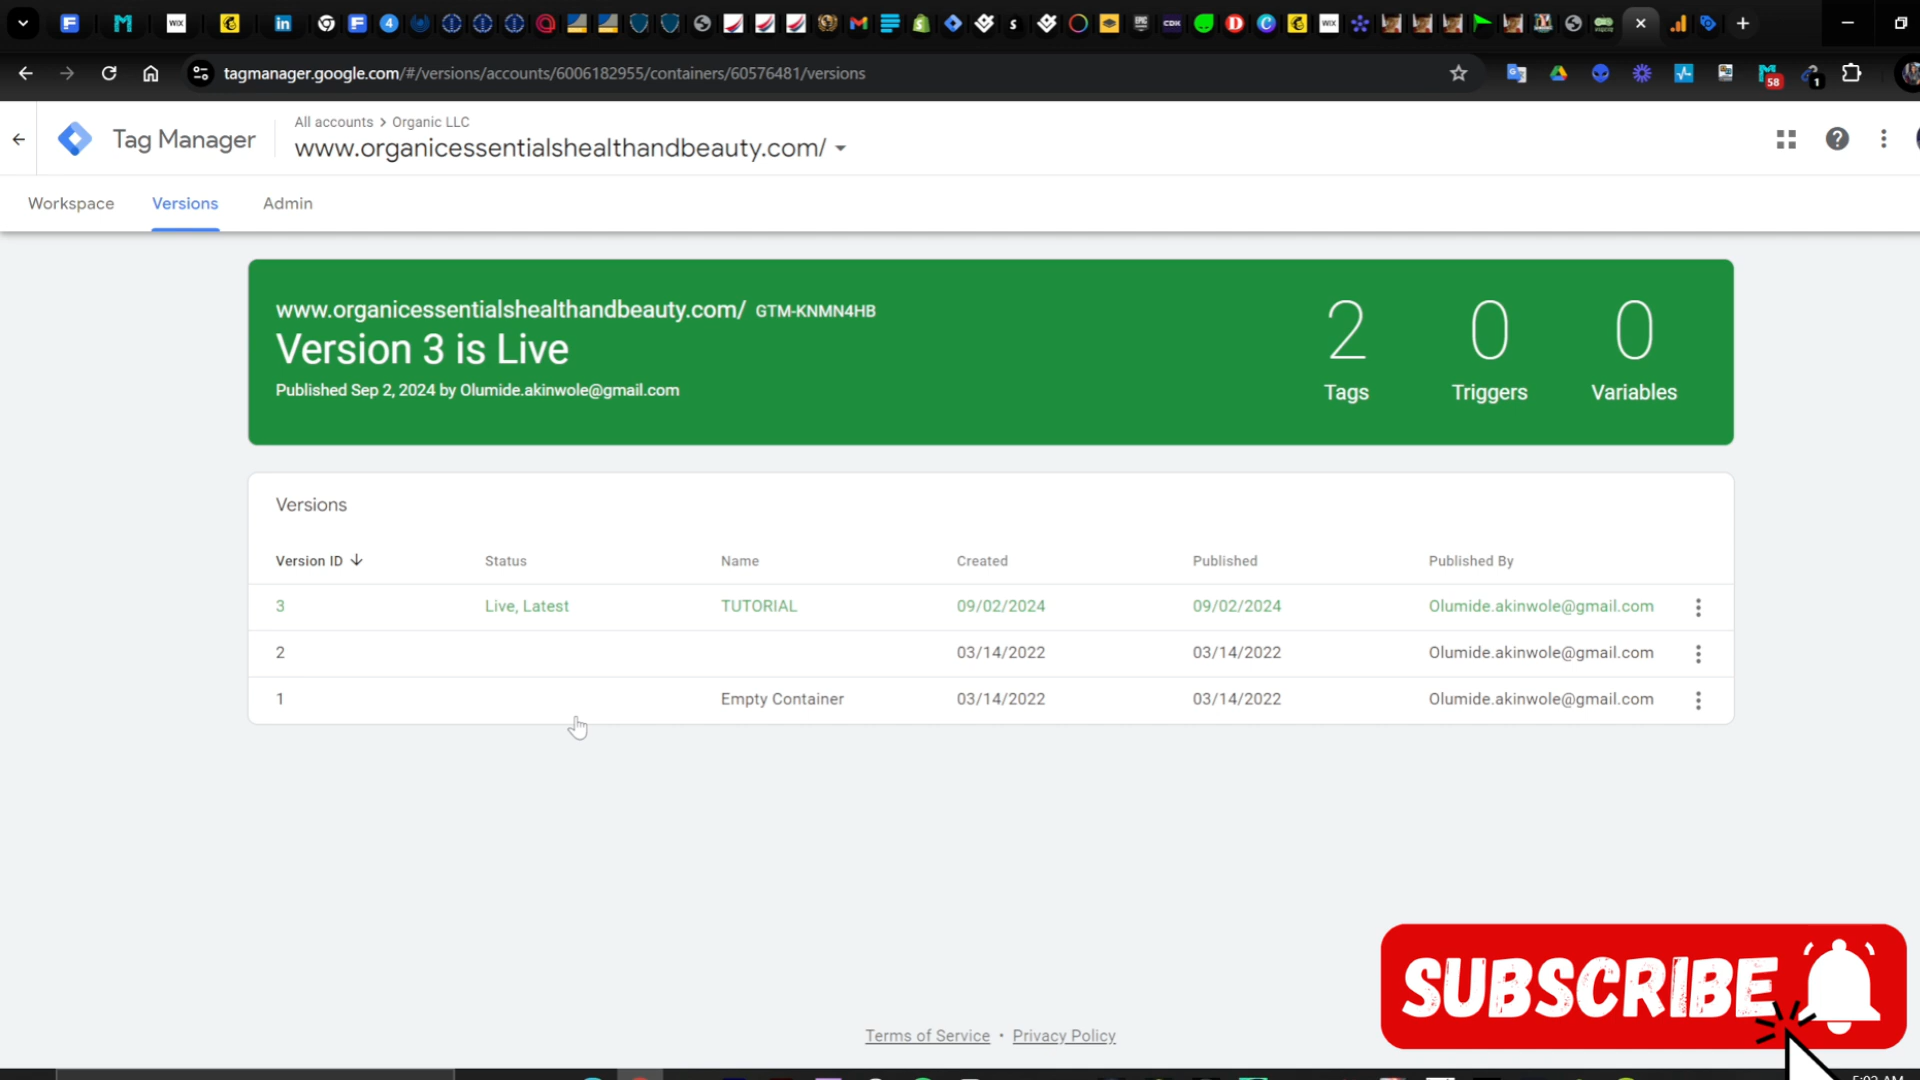 tagmanager.google.com/#/versions/accounts/6006182955/containers/60576481/versions
58
1
Tag Manager
All accounts > Organic LLC
www.organicessentialshealthandbeauty.com/
Workspace
Versions
Admin
www.organicessentialshealthandbeauty.com/ GTM-KNMN4HB
Version 3 is Live
Published Sep 2, 2024 by Olumide.akinwole@gmail.com
2 Tags
0 Triggers
0 Variables
Versions
Version ID Status Name Created Published Published By
3 Live, Latest TUTORIAL 09/02/2024 09/02/2024 Olumide.akinwole@gmail.com
2 03/14/2022 03/14/2022 Olumide.akinwole@gmail.com
1 Empty Container 03/14/2022 03/14/2022 Olumide.akinwole@gmail.com
SUBSCRIBE
Terms of Service • Privacy Policy